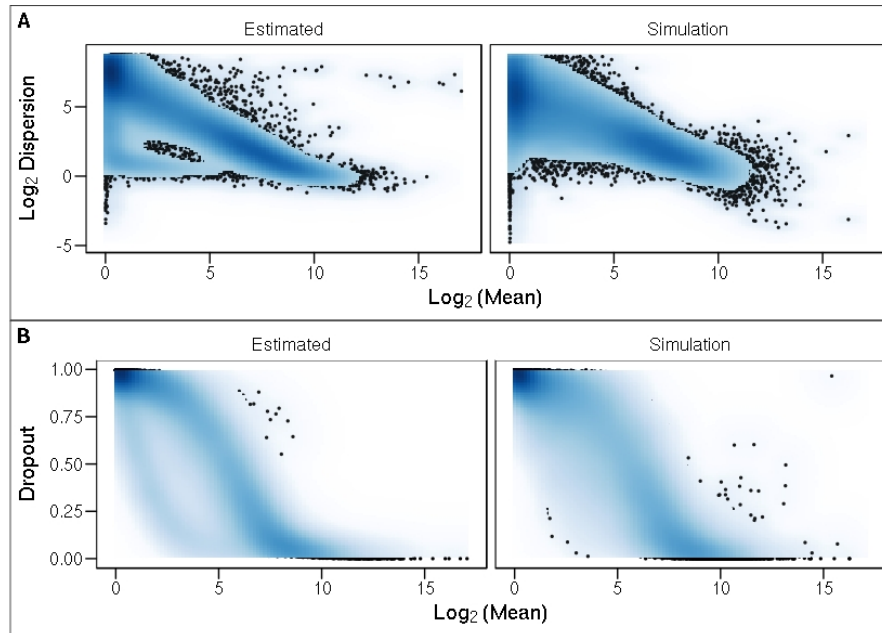 A
Estimated Simulation
Log₂ Dispersion
5
0
-5
0 5 10 15 0 5 10 15
Log₂ (Mean)
B
Estimated Simulation
Dropout
1.00
0.75
0.50
0.25
0.00
0 5 10 15 0 5 10 15
Log₂ (Mean)